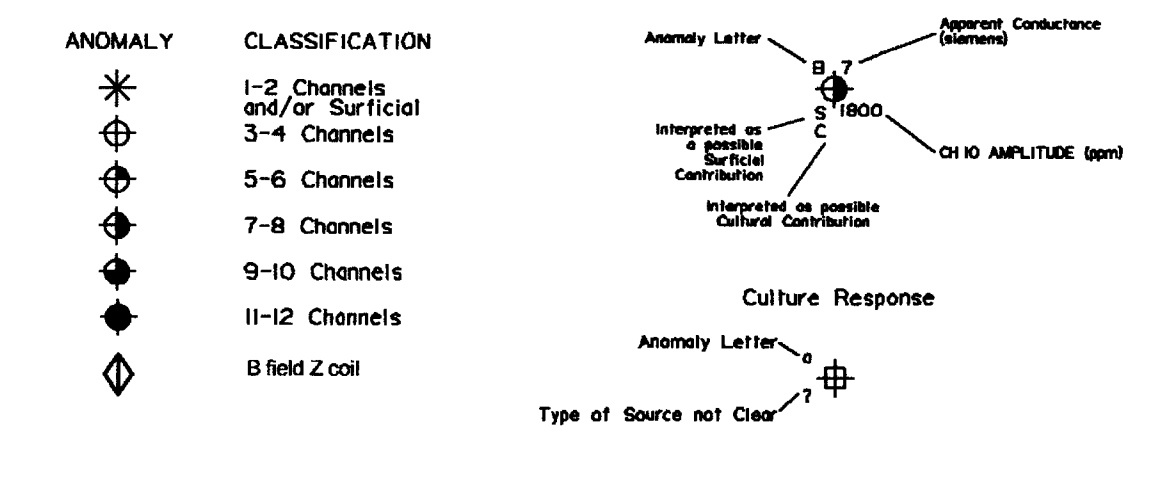 ANOMALY CLASSIFICATION
1-2 Channels
and/or Surficial
3-4 Channels
5-6 Channels
7-8 Channels
9-10 Channels
11-12 Channels
B field Z coil
Anomaly Letter
Apparent Conductance
(siemens)
B 7
S 1800
C
Interpreted as
a possible
Surficial
Contribution
CH 10 AMPLITUDE (ppm)
Interpreted as possible
Cultural Contribution
Culture Response
Anomaly Letter
a
?
Type of Source not Clear